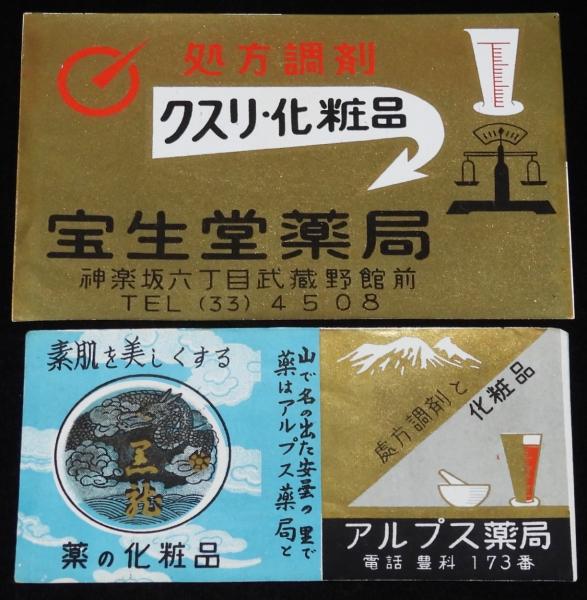 処方調剤
クスリ・化粧品
宝生堂薬局
神楽坂六丁目武蔵野館前
TEL (33) 4508
素肌を美しくする
黒龍
薬の化粧品
山で名の出た安曇の里で
薬はアルプス薬局と
處方調剤と
化粧品
アルプス薬局
電話 豊科 173番